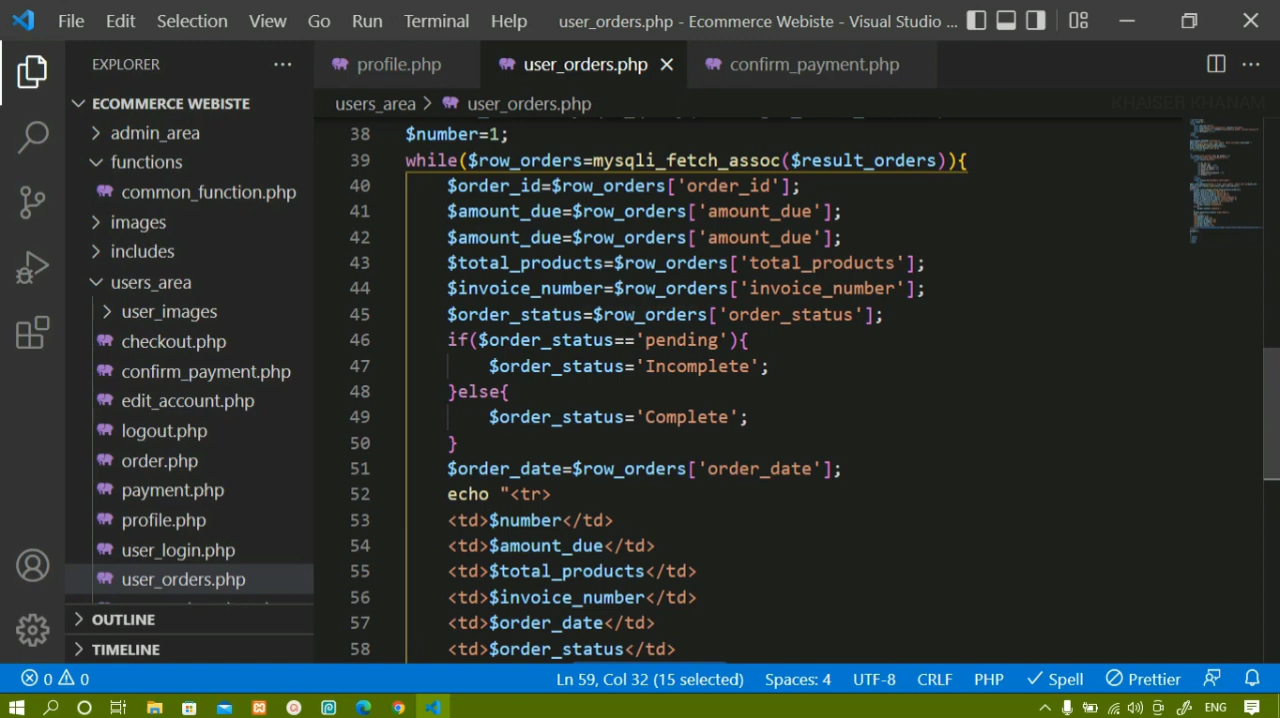 File Edit Selection View Go Run Terminal Help user_orders.php - Ecommerce Webiste - Visual Studio ...
EXPLORER
profile.php user_orders.php confirm_payment.php
ECOMMERCE WEBISTE
users_area > user_orders.php
KHAISER KHANAM
admin_area
functions
common_function.php
images
includes
users_area
user_images
checkout.php
confirm_payment.php
edit_account.php
logout.php
order.php
payment.php
profile.php
user_login.php
user_orders.php
OUTLINE
TIMELINE
38 $number=1;
39 while($row_orders=mysqli_fetch_assoc($result_orders)){
40 $order_id=$row_orders['order_id'];
41 $amount_due=$row_orders['amount_due'];
42 $amount_due=$row_orders['amount_due'];
43 $total_products=$row_orders['total_products'];
44 $invoice_number=$row_orders['invoice_number'];
45 $order_status=$row_orders['order_status'];
46 if($order_status=='pending'){
47 $order_status='Incomplete';
48 }else{
49 $order_status='Complete';
50 }
51 $order_date=$row_orders['order_date'];
52 echo "<tr>
53 <td>$number</td>
54 <td>$amount_due</td>
55 <td>$total_products</td>
56 <td>$invoice_number</td>
57 <td>$order_date</td>
58 <td>$order_status</td>
0 0 Ln 59, Col 32 (15 selected) Spaces: 4 UTF-8 CRLF PHP Spell Prettier
ENG